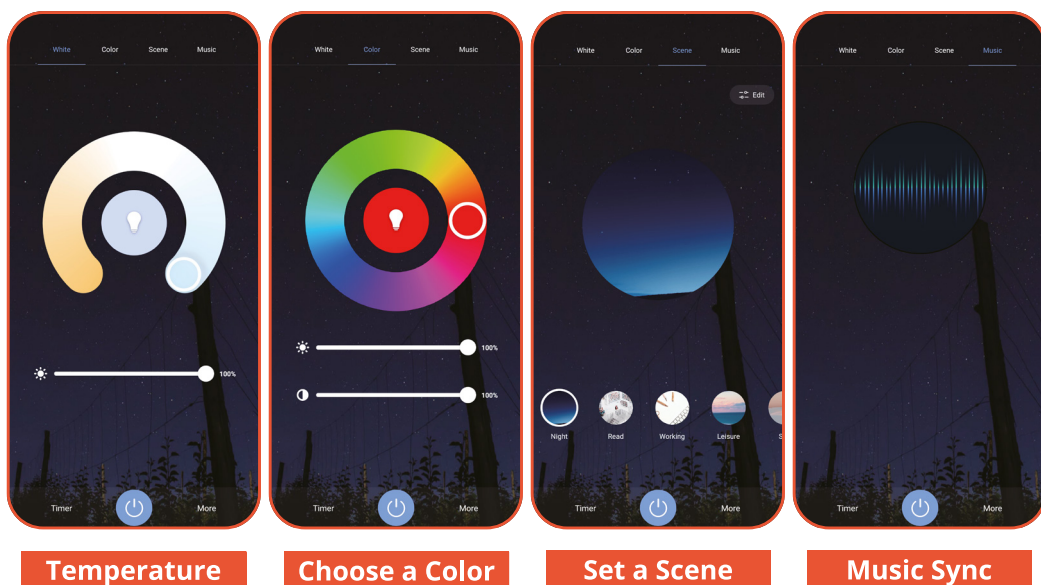 White Color Scene Music
100%
Timer More
Temperature
White Color Scene Music
100%
100%
Timer More
Choose a Color
White Color Scene Music
Edit
Night Read Working Leisure S
Timer More
Set a Scene
White Color Scene Music
Timer More
Music Sync